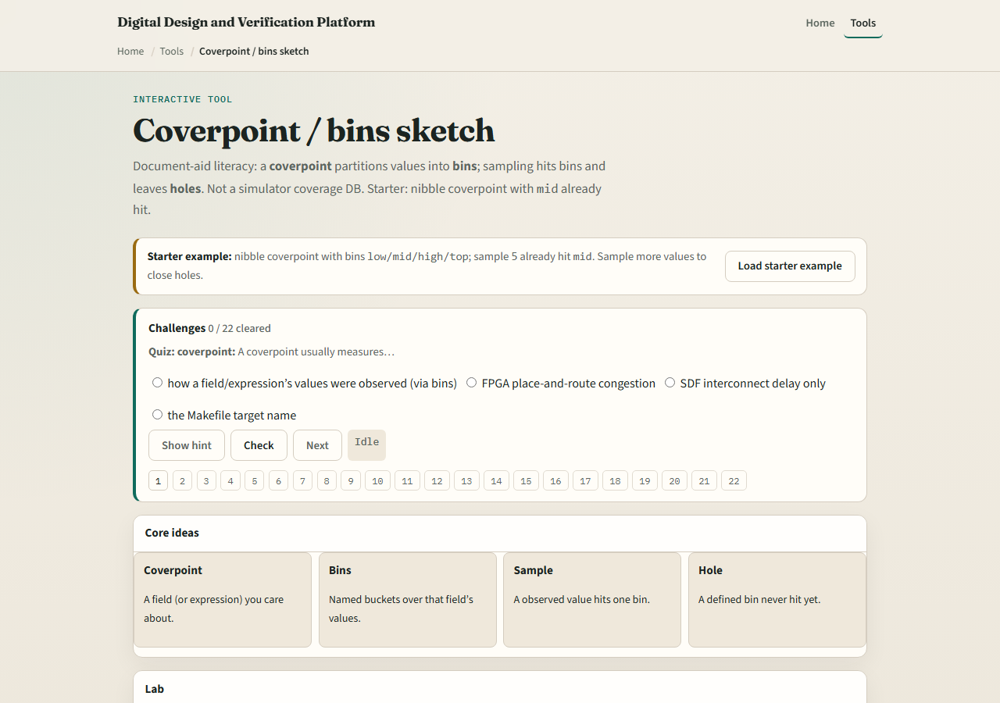 Digital Design and Verification Platform
Home Tools
Home / Tools / Coverpoint / bins sketch
INTERACTIVE TOOL
Coverpoint / bins sketch
Document-aid literacy: a coverpoint partitions values into bins; sampling hits bins and
leaves holes. Not a simulator coverage DB. Starter: nibble coverpoint with mid already
hit.
Starter example: nibble coverpoint with bins low/mid/high/top; sample 5 already hit mid. Sample more values to
close holes.
Load starter example
Challenges 0 / 22 cleared
Quiz: coverpoint: A coverpoint usually measures…
how a field/expression’s values were observed (via bins) FPGA place-and-route congestion SDF interconnect delay only
the Makefile target name
Show hint Check Next Idle
1 2 3 4 5 6 7 8 9 10 11 12 13 14 15 16 17 18 19 20 21 22
Core ideas
Coverpoint
A field (or expression) you care
about.
Bins
Named buckets over that field’s
values.
Sample
A observed value hits one bin.
Hole
A defined bin never hit yet.
Lab